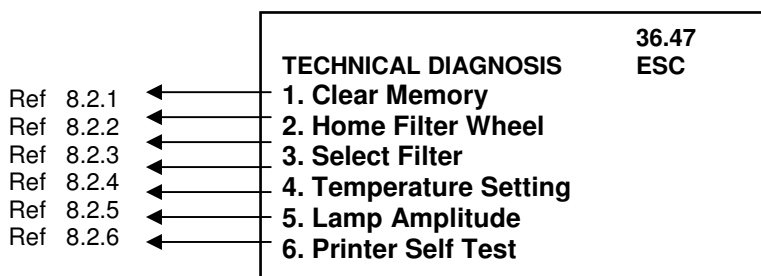 36.47
TECHNICAL DIAGNOSIS ESC
Ref 8.2.1 1. Clear Memory
Ref 8.2.2 2. Home Filter Wheel
Ref 8.2.3 3. Select Filter
Ref 8.2.4 4. Temperature Setting
Ref 8.2.5 5. Lamp Amplitude
Ref 8.2.6 6. Printer Self Test